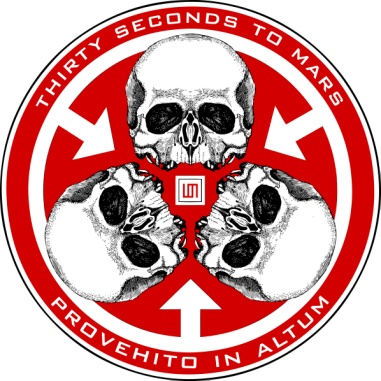 THIRTY SECONDS TO MARS
PROVEHITO IN ALTUM